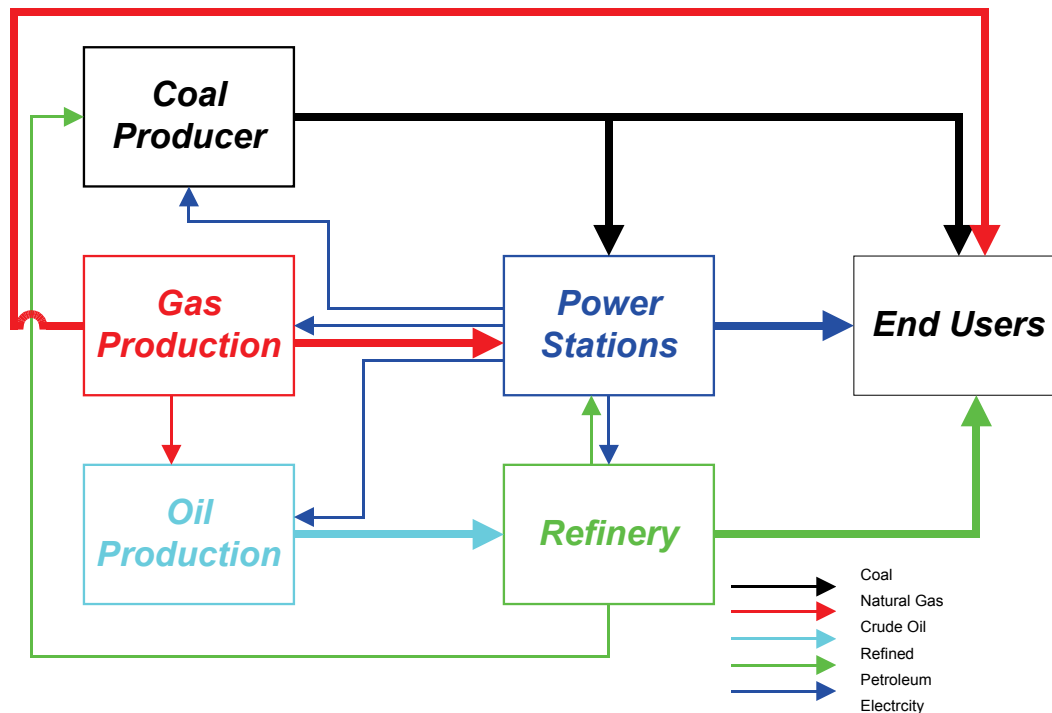 Coal
Producer
Gas
Production
Power
Stations
End Users
Oil
Production
Refinery
Coal
Natural Gas
Crude Oil
Refined
Petroleum
Electrcity